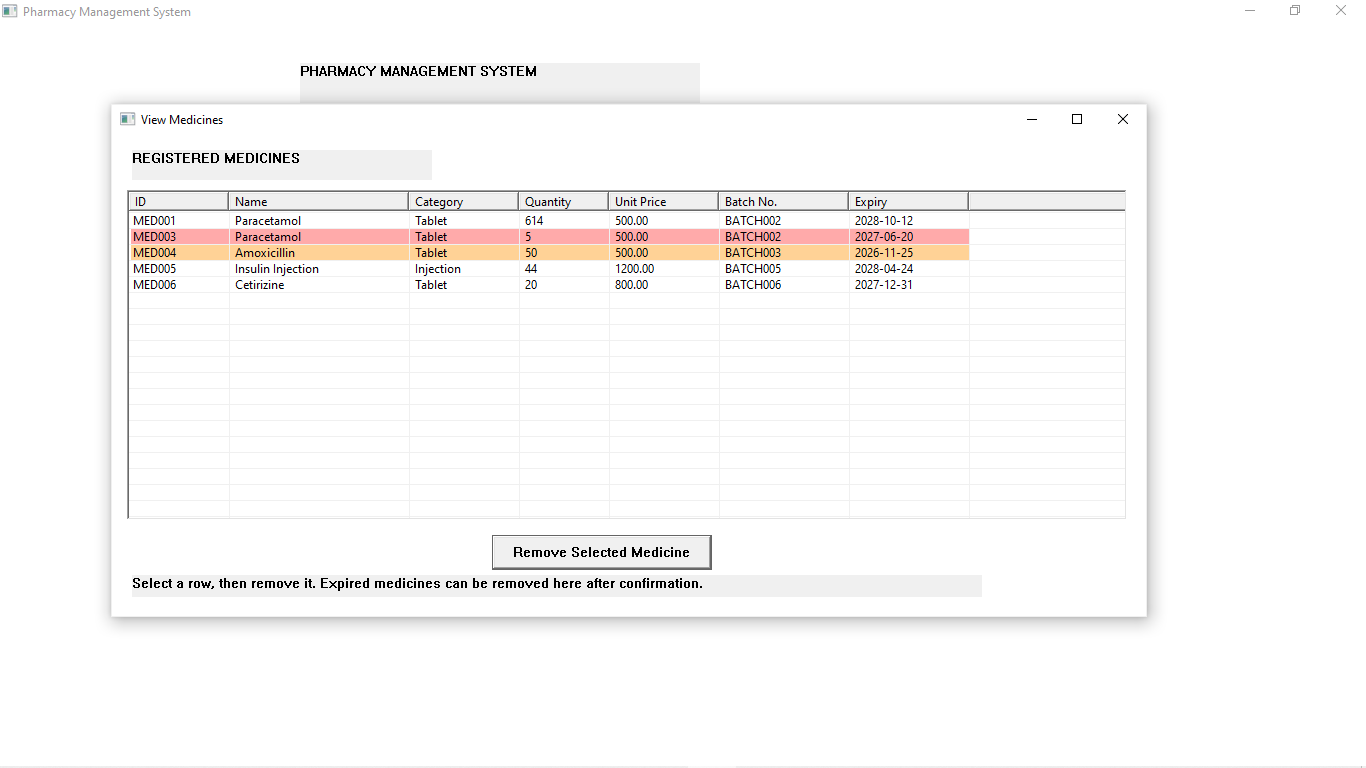 Pharmacy Management System
PHARMACY MANAGEMENT SYSTEM
View Medicines
REGISTERED MEDICINES
ID Name Category Quantity Unit Price Batch No. Expiry
MED001 Paracetamol Tablet 614 500.00 BATCH002 2028-10-12
MED003 Paracetamol Tablet 5 500.00 BATCH002 2027-06-20
MED004 Amoxicillin Tablet 50 500.00 BATCH003 2026-11-25
MED005 Insulin Injection Injection 44 1200.00 BATCH005 2028-04-24
MED006 Cetirizine Tablet 20 800.00 BATCH006 2027-12-31
Remove Selected Medicine
Select a row, then remove it. Expired medicines can be removed here after confirmation.